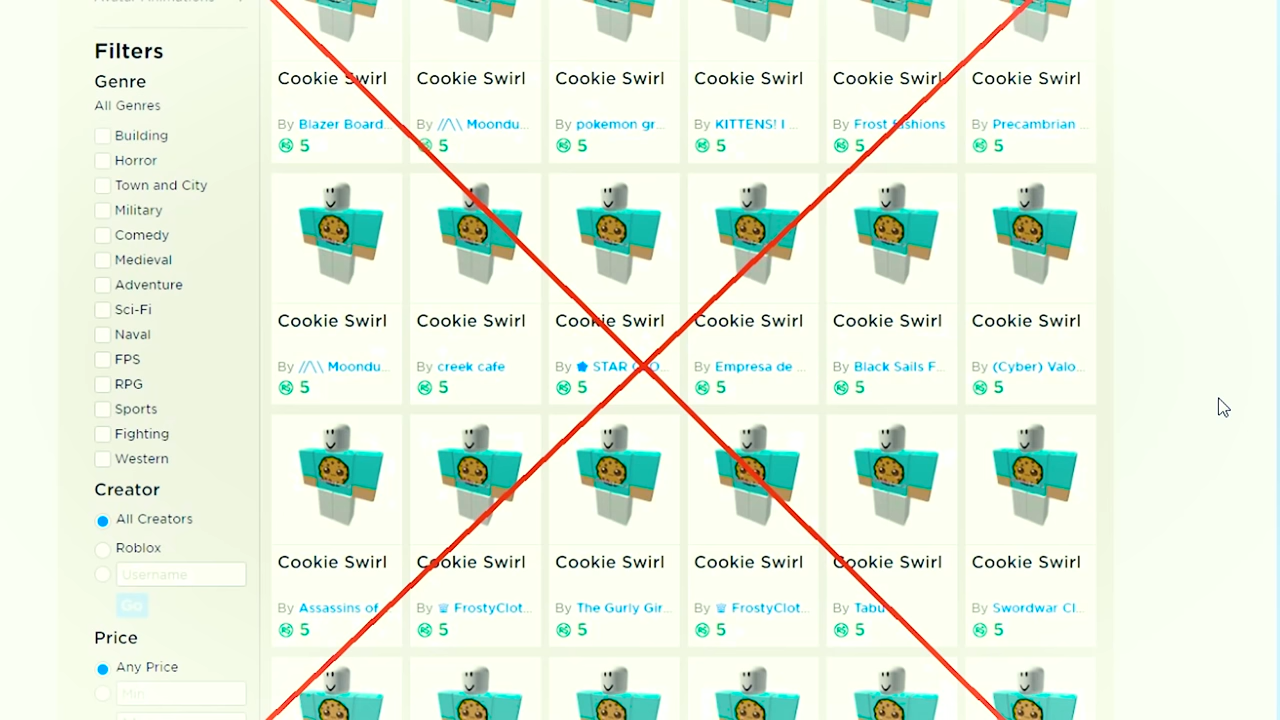 Avatar Animations
Filters
Genre
All Genres
Building
Horror
Town and City
Military
Comedy
Medieval
Adventure
Sci-Fi
Naval
FPS
RPG
Sports
Fighting
Western
Creator
All Creators
Roblox
Username
Go
Price
Any Price
Min
Cookie Swirl Cookie Swirl Cookie Swirl Cookie Swirl Cookie Swirl Cookie Swirl
By Blazer Board... By //\\ Moondu... By pokemon gr... By KITTENS! I ... By Frost fashions By Precambrian ...
5 5 5 5 5 5
Cookie Swirl Cookie Swirl Cookie Swirl Cookie Swirl Cookie Swirl Cookie Swirl
By //\\ Moondu... By creek cafe By STAR By Empresa de ... By Black Sails F... By (Cyber) Valo...
5 5 5 5 5 5
Cookie Swirl Cookie Swirl Cookie Swirl Cookie Swirl Cookie Swirl Cookie Swirl
By Assassins of By ♕ FrostyClot... By The Gurly Gir... By ♕ FrostyClot... By Tabu By Swordwar Cl...
5 5 5 5 5 5